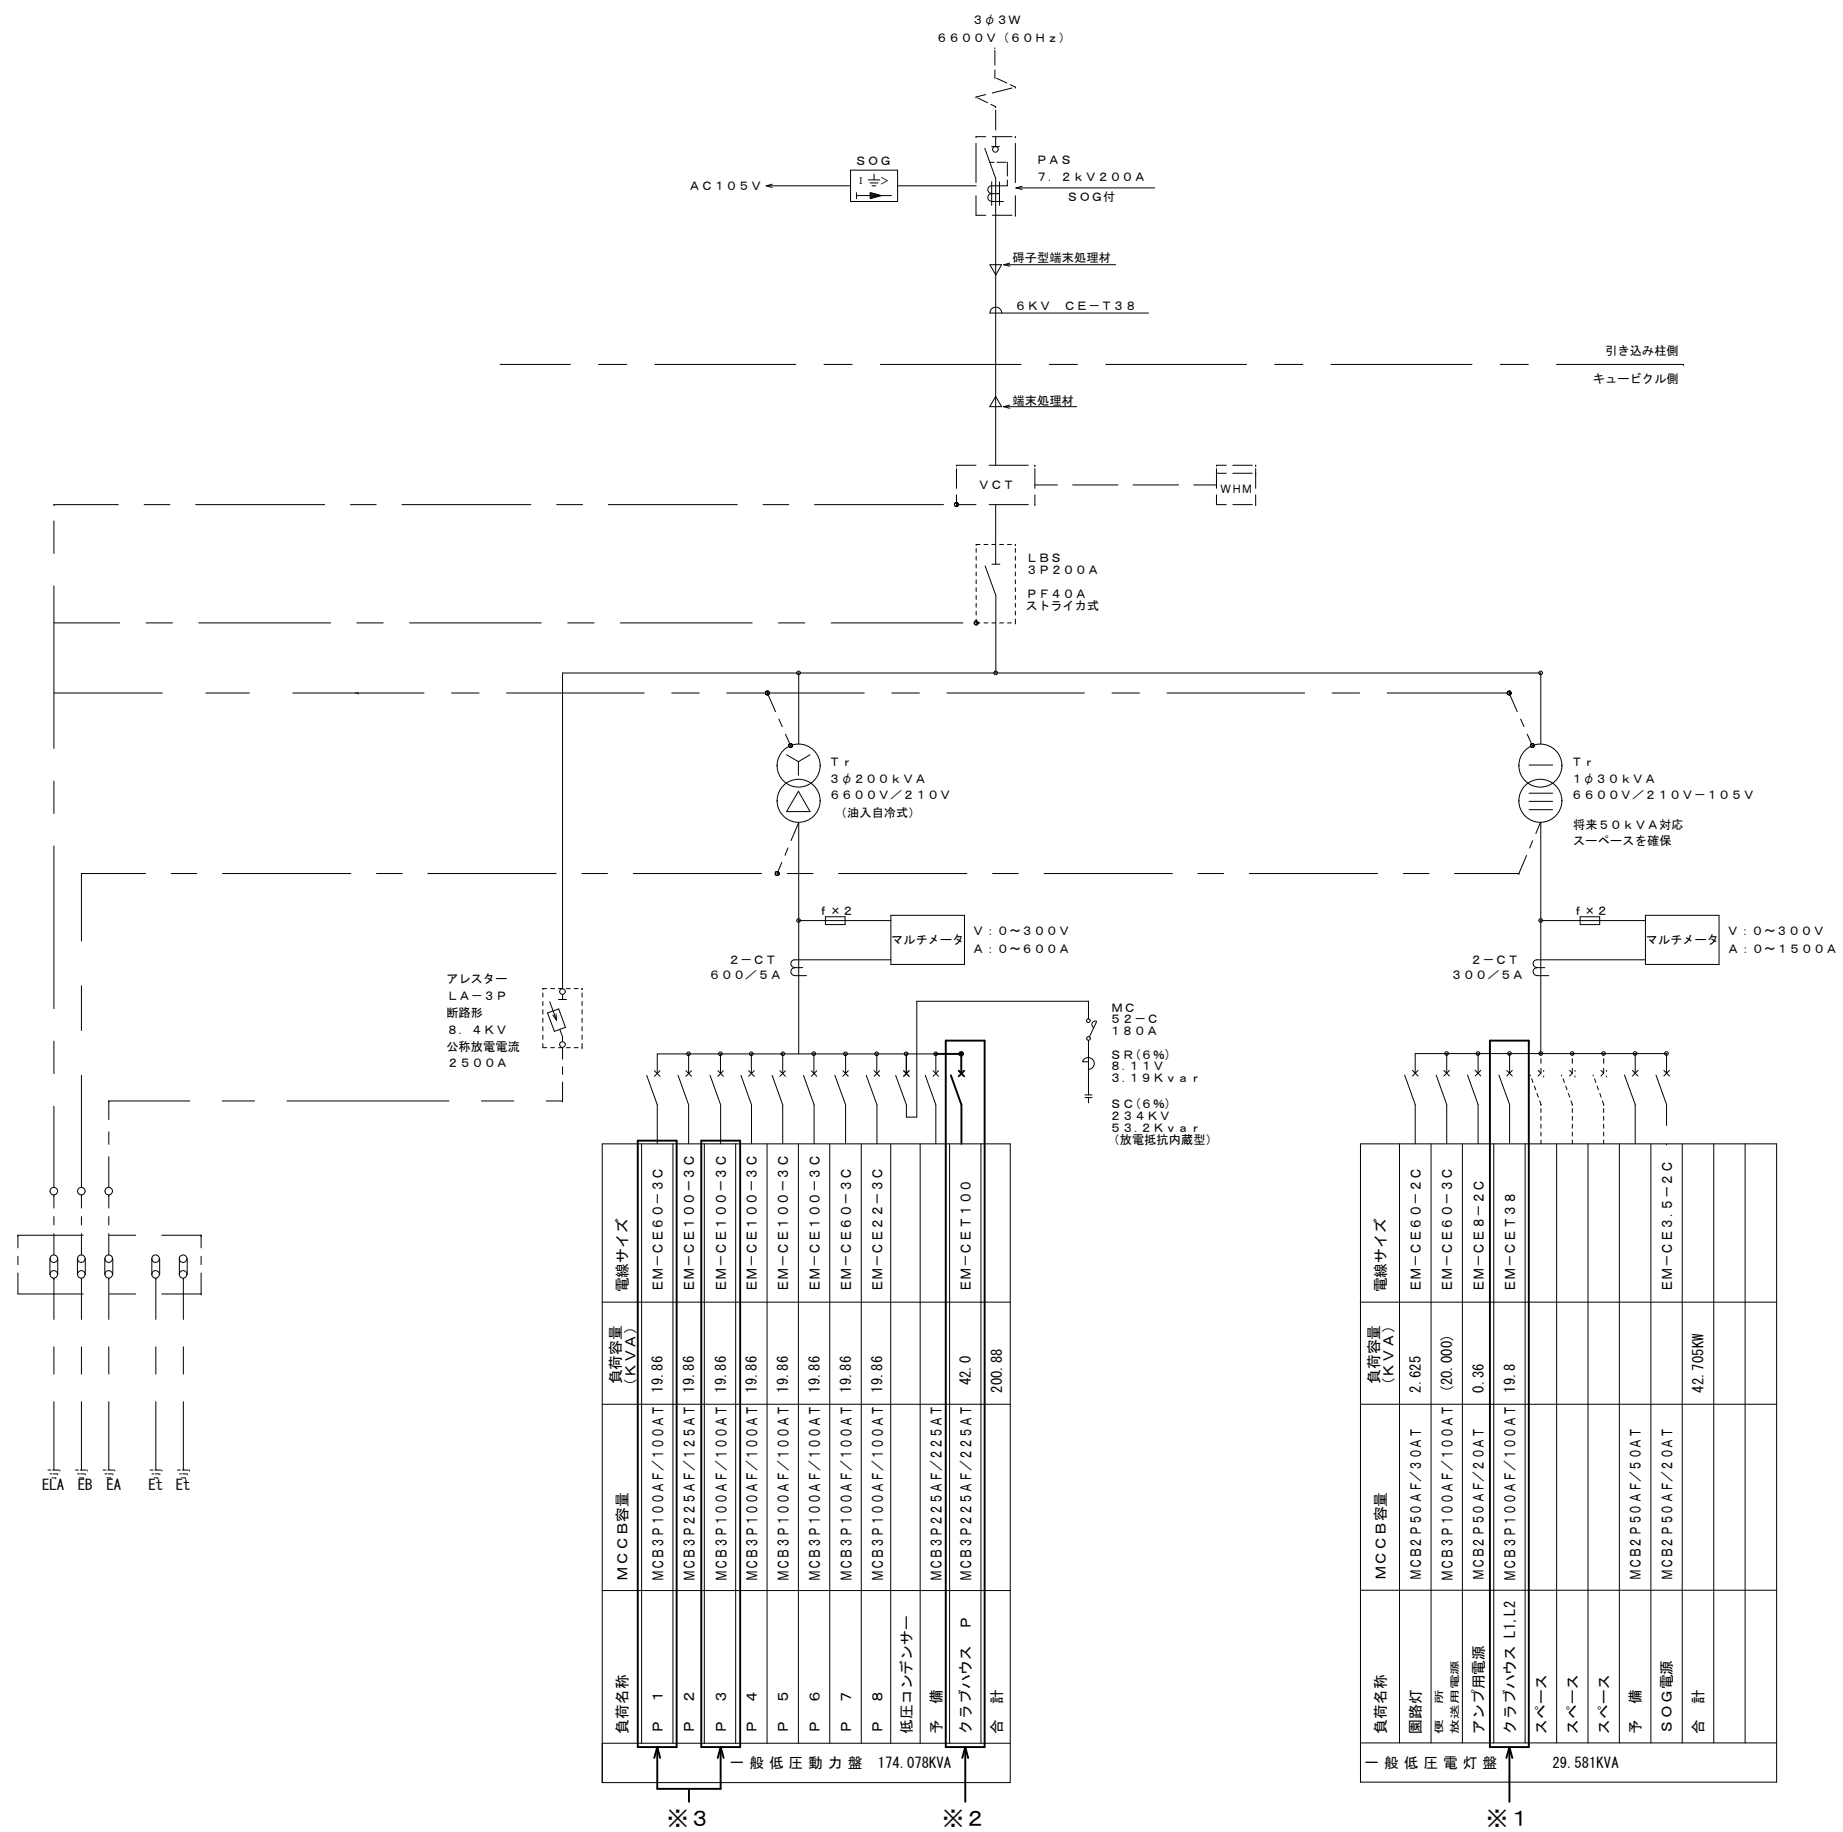 3φ3W
6600V(60Hz)
SOG
I >
AC105V
PAS
7.2kV200A
SOG付
碍子型端末処理材
6KV CE-T38
引き込み柱側
キュービクル側
端末処理材
VCT
WHM
LBS
3P200A
PF40A
ストライカ式
Tr
3φ200kVA
6600V/210V
(油入自冷式)
Tr
1φ30kVA
6600V/210V-105V
将来50kVA対応
スーペースを確保
f×2
マルチメータ
V:0~300V
A:0~600A
2-CT
600/5A
f×2
マルチメータ
V:0~300V
A:0~1500A
2-CT
300/5A
アレスター
LA-3P
断路形
8.4KV
公称放電電流
2500A
MC
52-C
180A
SR(6%)
8.11V
3.19Kvar
SC(6%)
234KV
53.2Kvar
(放電抵抗内蔵型)
ELA EB EA Et Et
負荷名称 MCCB容量 負荷容量(KVA) 電線サイズ
P 1 MCB3P100AF/100AT 19.86 EM-CE60-3C
P 2 MCB3P225AF/125AT 19.86 EM-CE100-3C
P 3 MCB3P100AF/100AT 19.86 EM-CE100-3C
P 4 MCB3P100AF/100AT 19.86 EM-CE100-3C
P 5 MCB3P100AF/100AT 19.86 EM-CE100-3C
P 6 MCB3P100AF/100AT 19.86 EM-CE100-3C
P 7 MCB3P100AF/100AT 19.86 EM-CE60-3C
P 8 MCB3P100AF/100AT 19.86 EM-CE22-3C
低圧コンデンサー
予 備 MCB3P225AF/225AT
クラブハウス P MCB3P225AF/225AT 42.0 EM-CET100
合 計 200.88
一般低圧動力盤 174.078KVA
※3
※2
負荷名称 MCCB容量 負荷容量(KVA) 電線サイズ
園路灯 MCB2P50AF/30AT 2.625 EM-CE60-2C
便 所
放送用電源 MCB3P100AF/100AT (20.000) EM-CE60-3C
アンプ用電源 MCB2P50AF/20AT 0.36 EM-CE8-2C
クラブハウス L1,L2 MCB3P100AF/100AT 19.8 EM-CET38
スペース
スペース
スペース
予 備 MCB2P50AF/50AT
SOG電源 MCB2P50AF/20AT EM-CE3.5-2C
合 計 42.705KW
一般低圧電灯盤 29.581KVA
※1